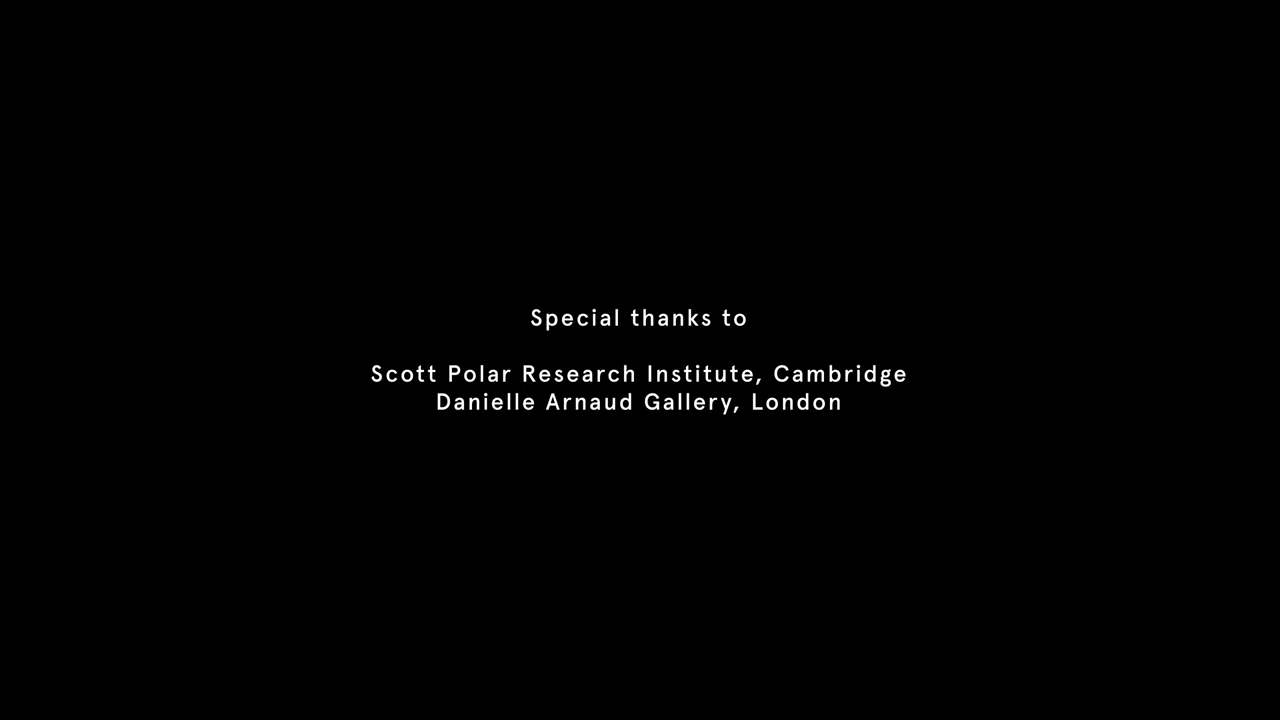 Special thanks to
Scott Polar Research Institute, Cambridge
Danielle Arnaud Gallery, London